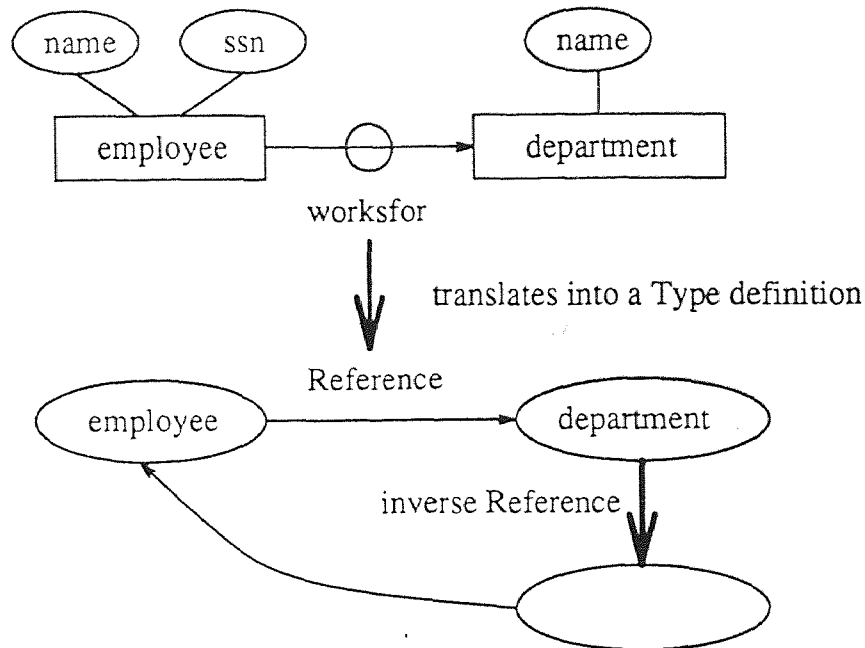 name
ssn
name
employee
department
worksfor
translates into a Type definition
Reference
employee
department
inverse Reference